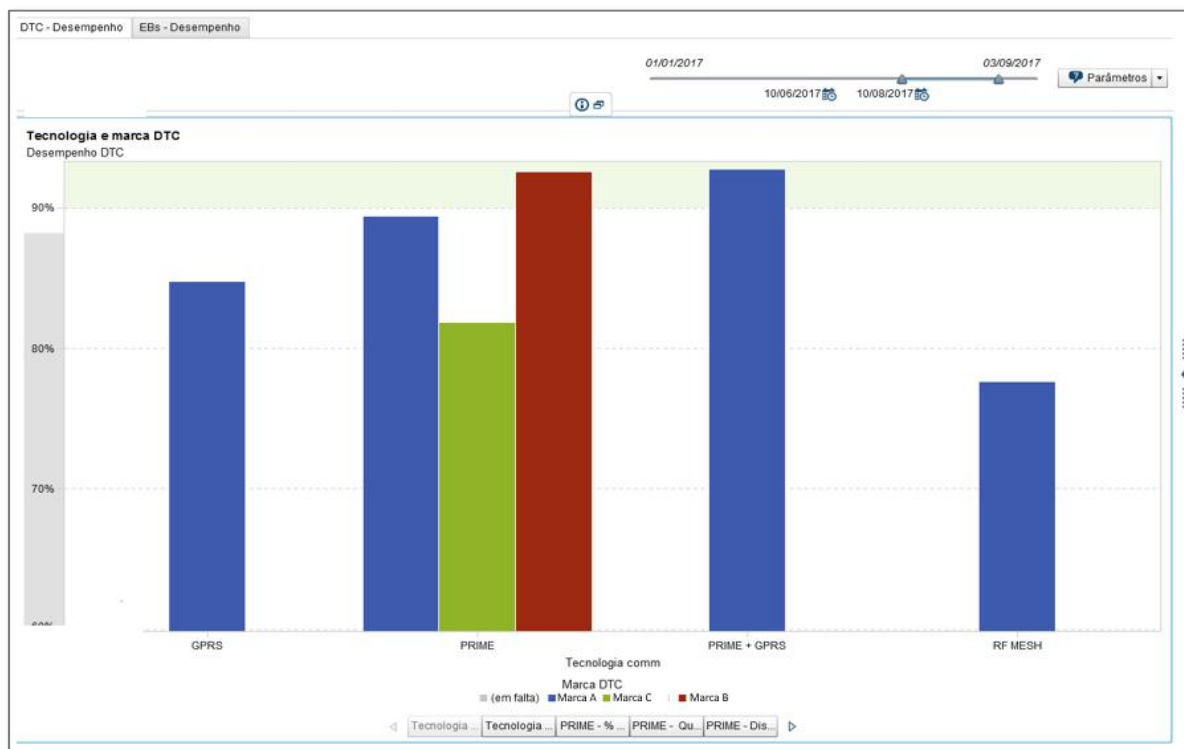 DTC - Desempenho EBs - Desempenho
01/01/2017 03/09/2017
Parâmetros
10/06/2017 10/08/2017
Tecnologia e marca DTC
Desempenho DTC
90%
80%
70%
60%
GPRS PRIME PRIME + GPRS RF MESH
Tecnologia comm
Marca DTC
(em falta) Marca A Marca C Marca B
Tecnologia ... Tecnologia ... PRIME - % ... PRIME - Qu... PRIME - Dis...